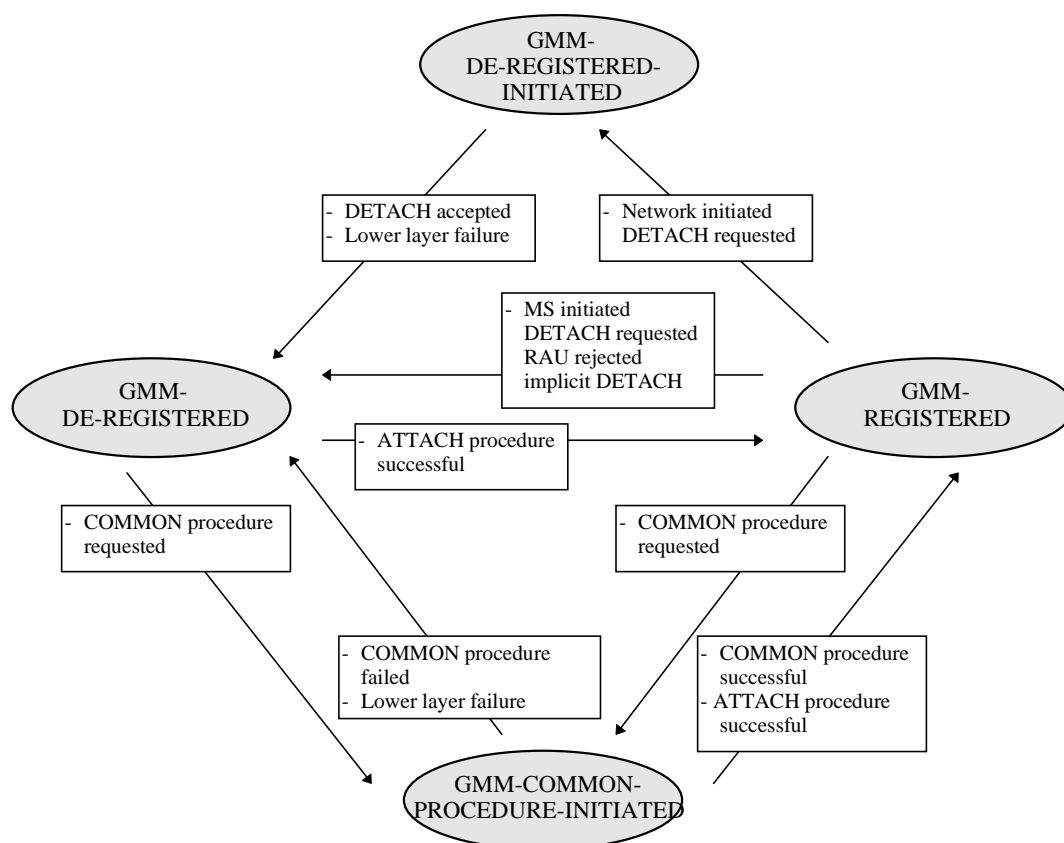 GMM-
DE-REGISTERED-
INITIATED
- DETACH accepted
- Lower layer failure
- Network initiated
DETACH requested
- MS initiated
DETACH requested
RAU rejected
implicit DETACH
GMM-
DE-REGISTERED
GMM-
REGISTERED
- ATTACH procedure
successful
- COMMON procedure
requested
- COMMON procedure
requested
- COMMON procedure
failed
- Lower layer failure
- COMMON procedure
successful
- ATTACH procedure
successful
GMM-COMMON-
PROCEDURE-INITIATED